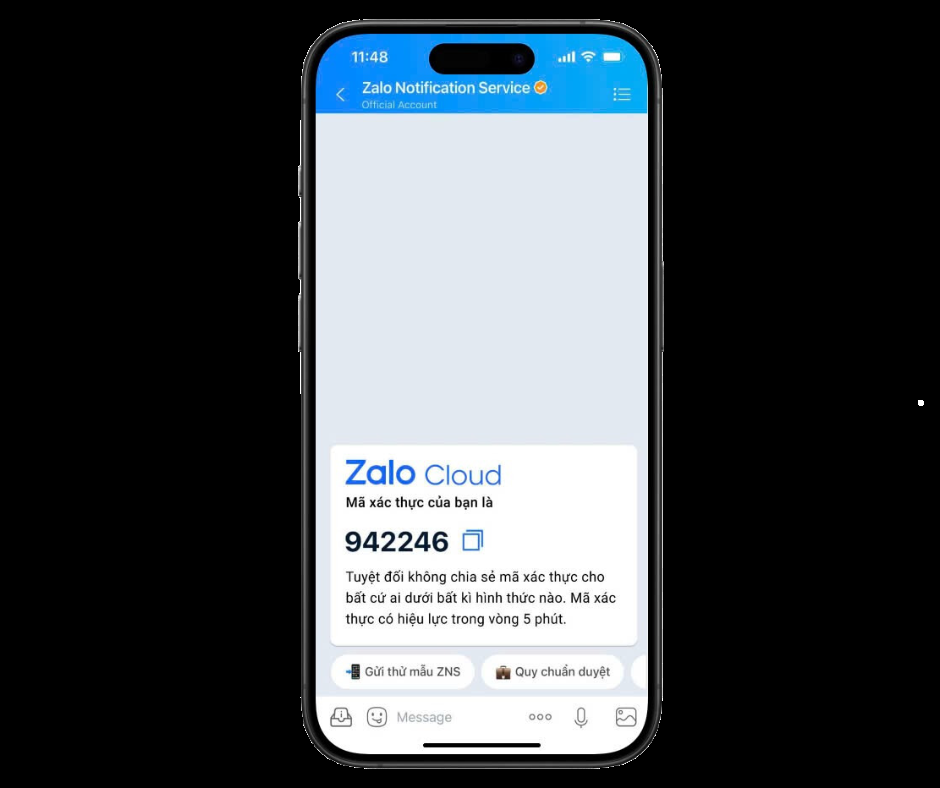 11:48
Zalo Notification Service
Official Account
Zalo Cloud
Mã xác thực của bạn là
942246
Tuyệt đối không chia sẻ mã xác thực cho
bất cứ ai dưới bất kì hình thức nào. Mã xác
thực có hiệu lực trong vòng 5 phút.
Gửi thử mẫu ZNS
Quy chuẩn duyệt
Message